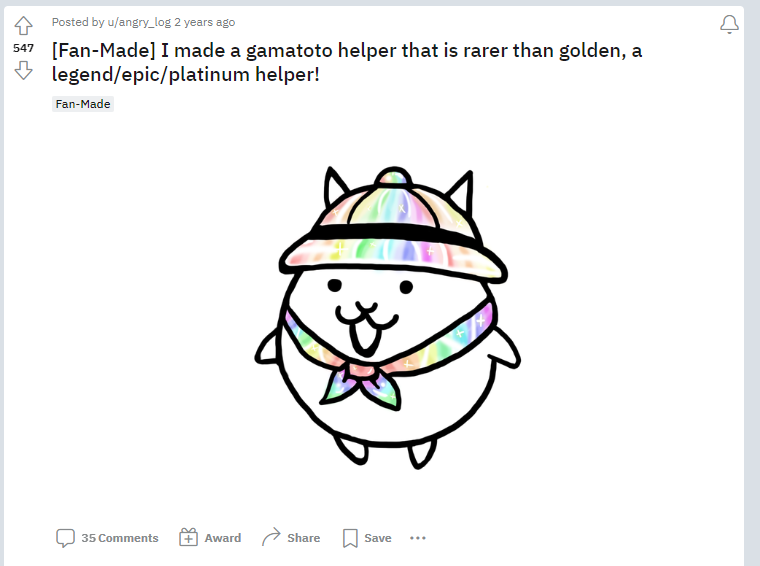 Posted by u/angry_log 2 years ago
547
[Fan-Made] I made a gamatoto helper that is rarer than golden, a
legend/epic/platinum helper!
Fan-Made
35 Comments Award Share Save